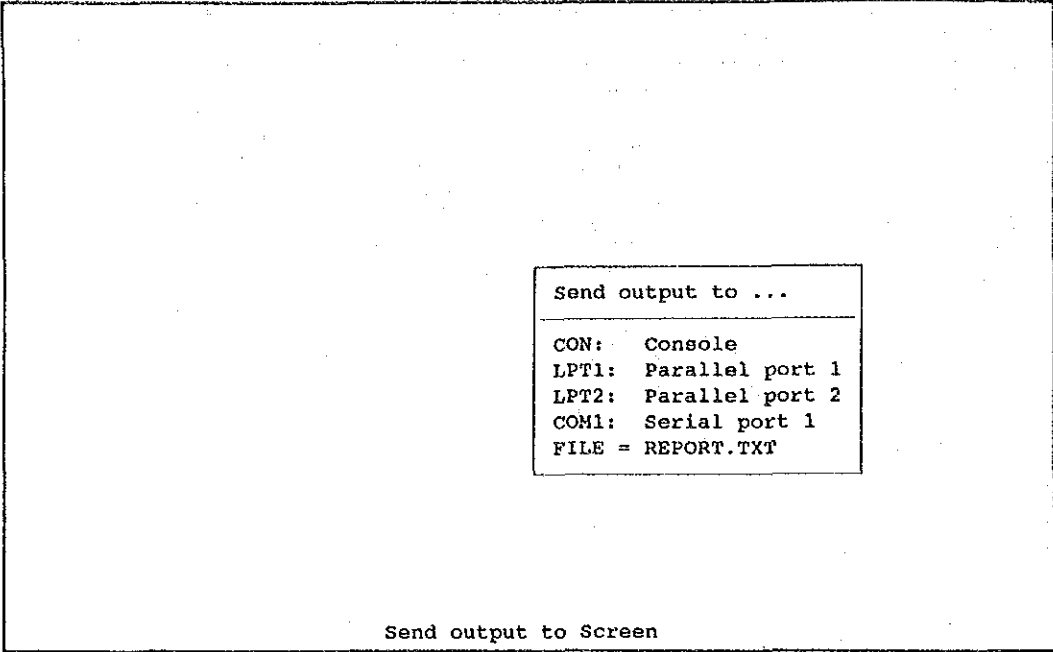 Send output to ...
CON: Console
LPT1: Parallel port 1
LPT2: Parallel port 2
COM1: Serial port 1
FILE = REPORT.TXT
Send output to Screen